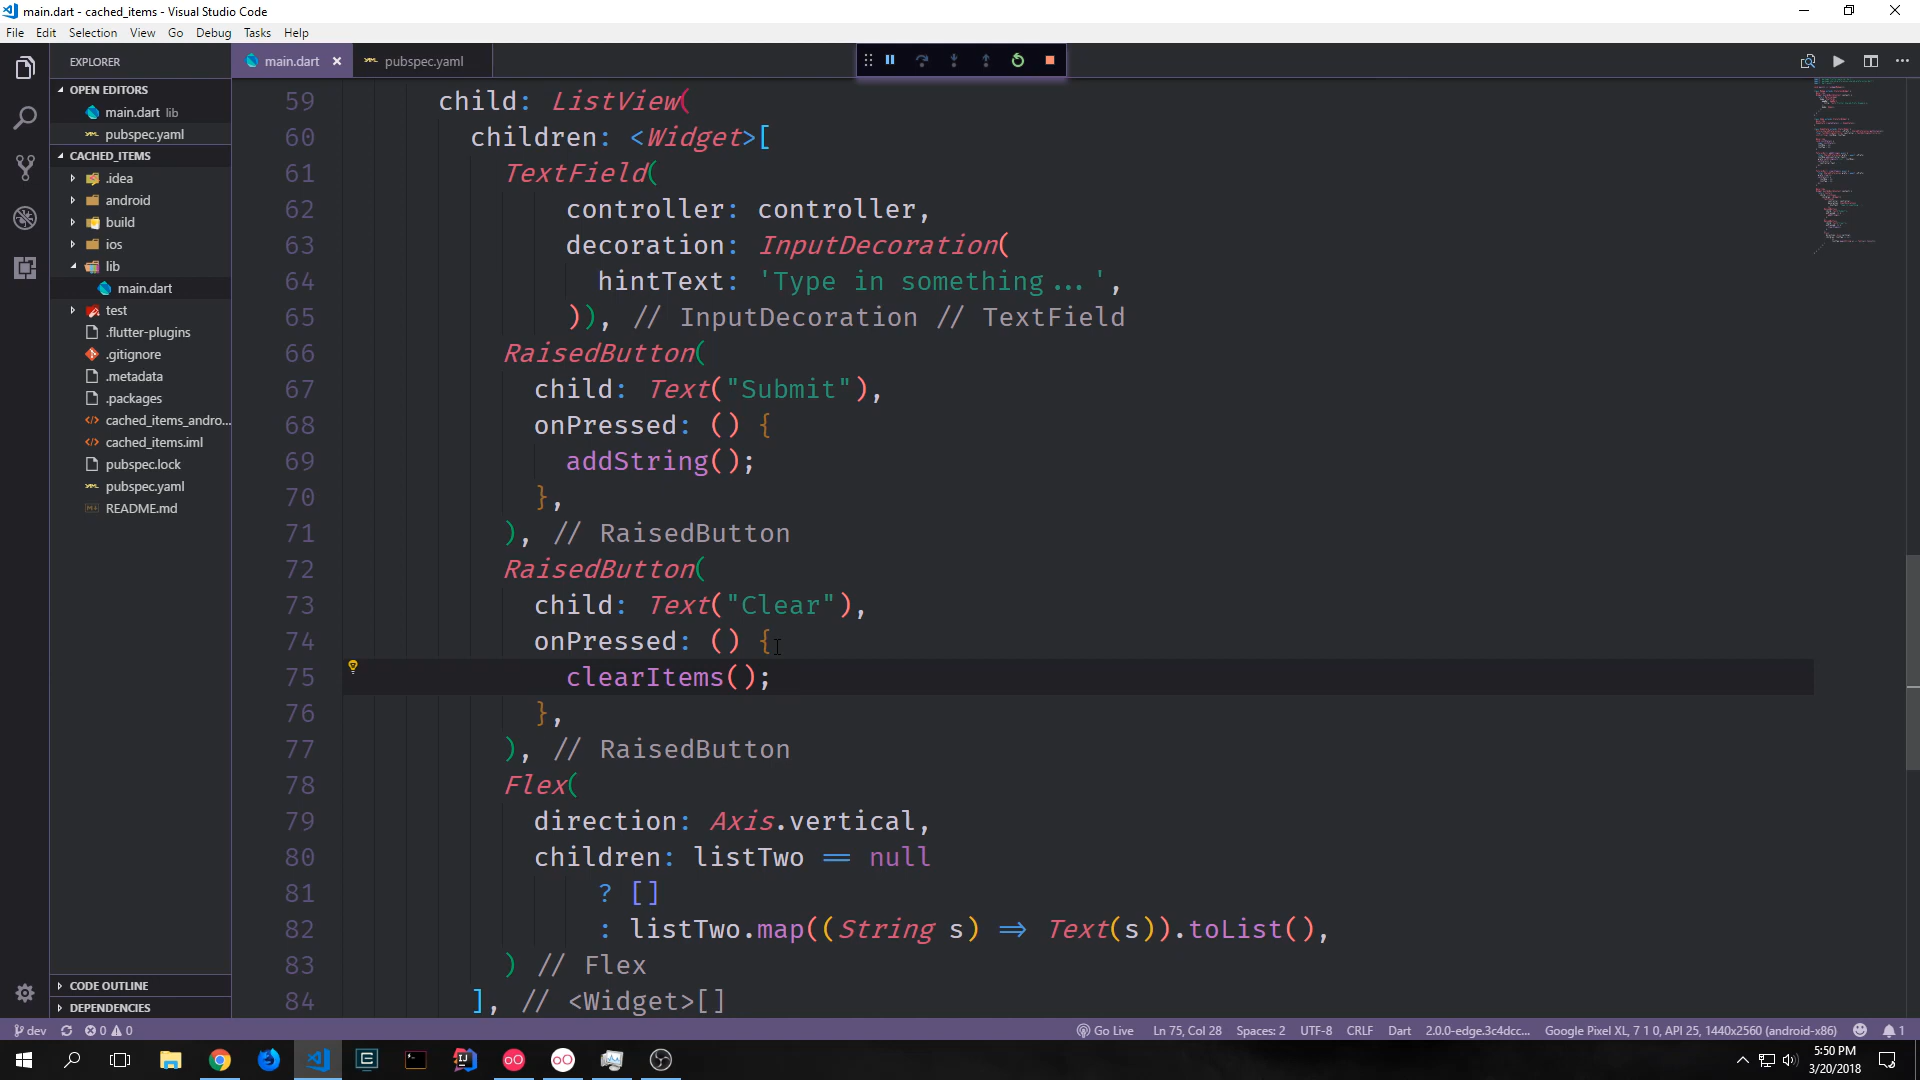 main.dart - cached_items - Visual Studio Code
File Edit Selection View Go Debug Tasks Help
EXPLORER
main.dart
pubspec.yaml
OPEN EDITORS
main.dart lib
pubspec.yaml
CACHED_ITEMS
.idea
android
build
ios
lib
main.dart
test
.flutter-plugins
.gitignore
.metadata
.packages
cached_items_andro...
cached_items.iml
pubspec.lock
pubspec.yaml
README.md
CODE OUTLINE
DEPENDENCIES
59 child: ListView(
60 children: <Widget>[
61 TextField(
62 controller: controller,
63 decoration: InputDecoration(
64 hintText: 'Type in something...',
65 )), // InputDecoration // TextField
66 RaisedButton(
67 child: Text("Submit"),
68 onPressed: () {
69 addString();
70 },
71 ), // RaisedButton
72 RaisedButton(
73 child: Text("Clear"),
74 onPressed: () {
75 clearItems();
76 },
77 ), // RaisedButton
78 Flex(
79 direction: Axis.vertical,
80 children: listTwo == null
81 ? []
82 : listTwo.map((String s) => Text(s)).toList(),
83 ) // Flex
84 ], // <Widget>[]
dev 0 0 Go Live Ln 75, Col 28 Spaces: 2 UTF-8 CRLF Dart 2.0.0-edge.3c4dcc... Google Pixel XL, 7 1 0, API 25, 1440x2560 (android-x86) 1
5:50 PM
3/20/2018